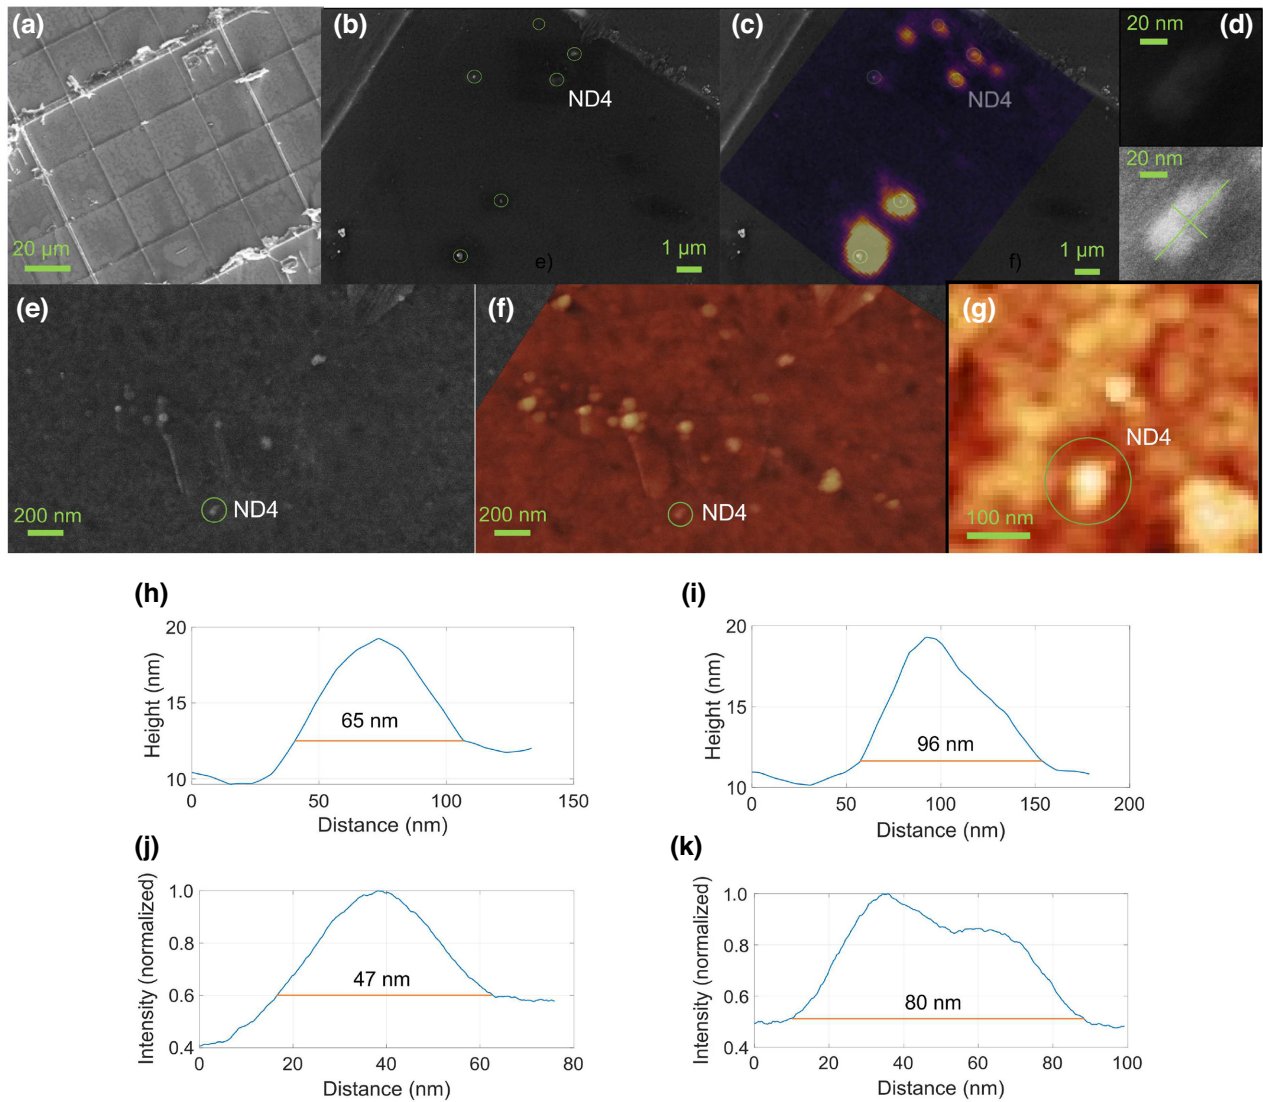 (a)
(b)
(c)
20 nm
(d)
ND4
ND4
20 nm
20 µm
e)
1 µm
f)
1 µm
(e)
(f)
(g)
ND4
ND4
ND4
200 nm
200 nm
100 nm
(h)
(i)
20
15
10
Height (nm)
65 nm
0
50
100
150
Distance (nm)
20
15
10
Height (nm)
96 nm
0
50
100
150
200
Distance (nm)
(j)
(k)
1.0
0.8
0.6
0.4
Intensity (normalized)
47 nm
0
20
40
60
80
Distance (nm)
1.0
0.8
0.6
0.4
Intensity (normalized)
80 nm
0
20
40
60
80
100
Distance (nm)